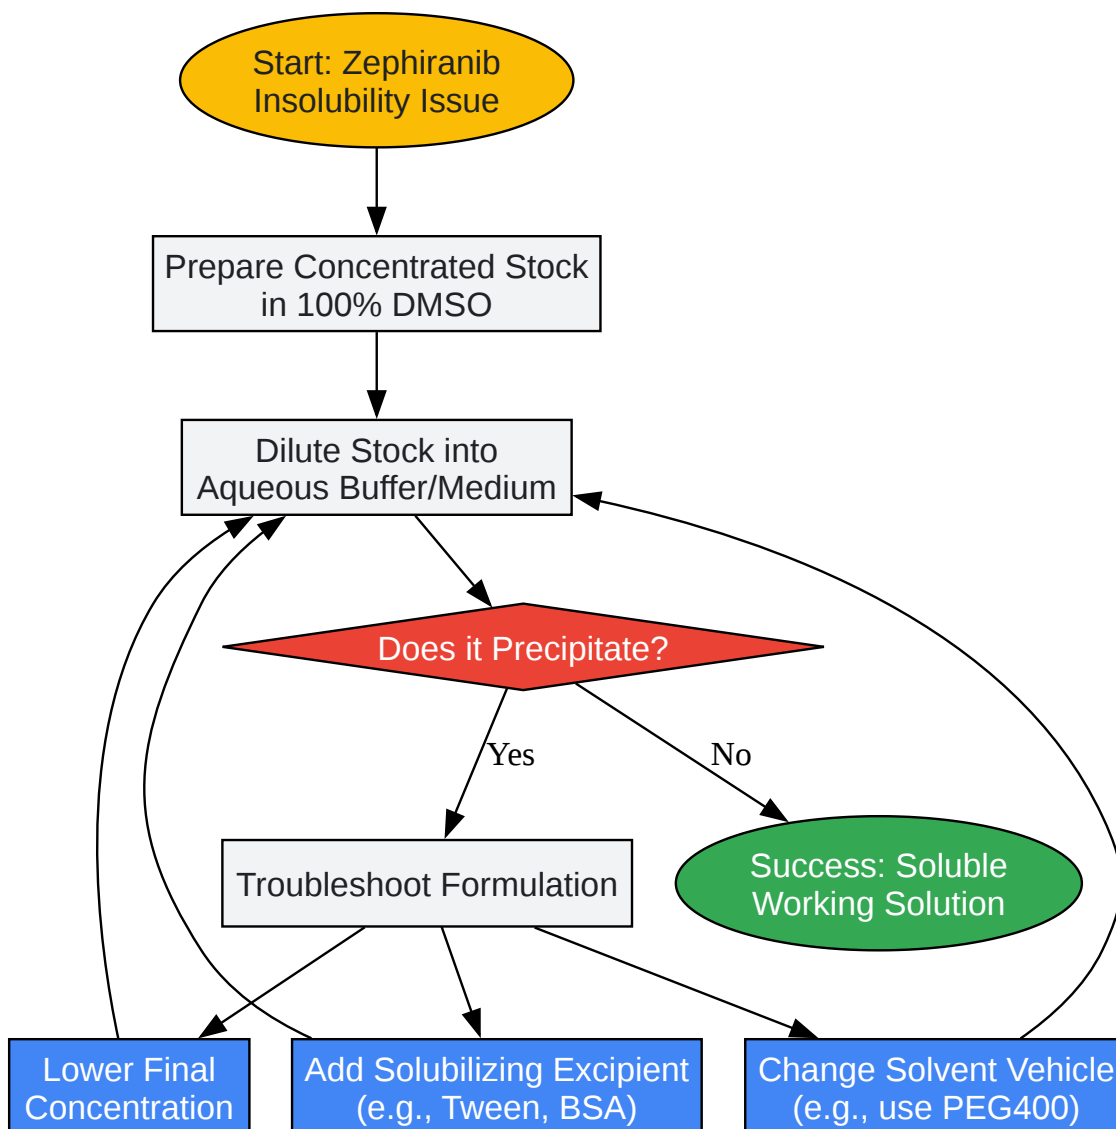 Start: Zephiranib
Insolubility Issue
Prepare Concentrated Stock
in 100% DMSO
Dilute Stock into
Aqueous Buffer/Medium
Does it Precipitate?
Yes
No
Troubleshoot Formulation
Success: Soluble
Working Solution
Lower Final
Concentration
Add Solubilizing Excipient
(e.g., Tween, BSA)
Change Solvent Vehicle
(e.g., use PEG400)